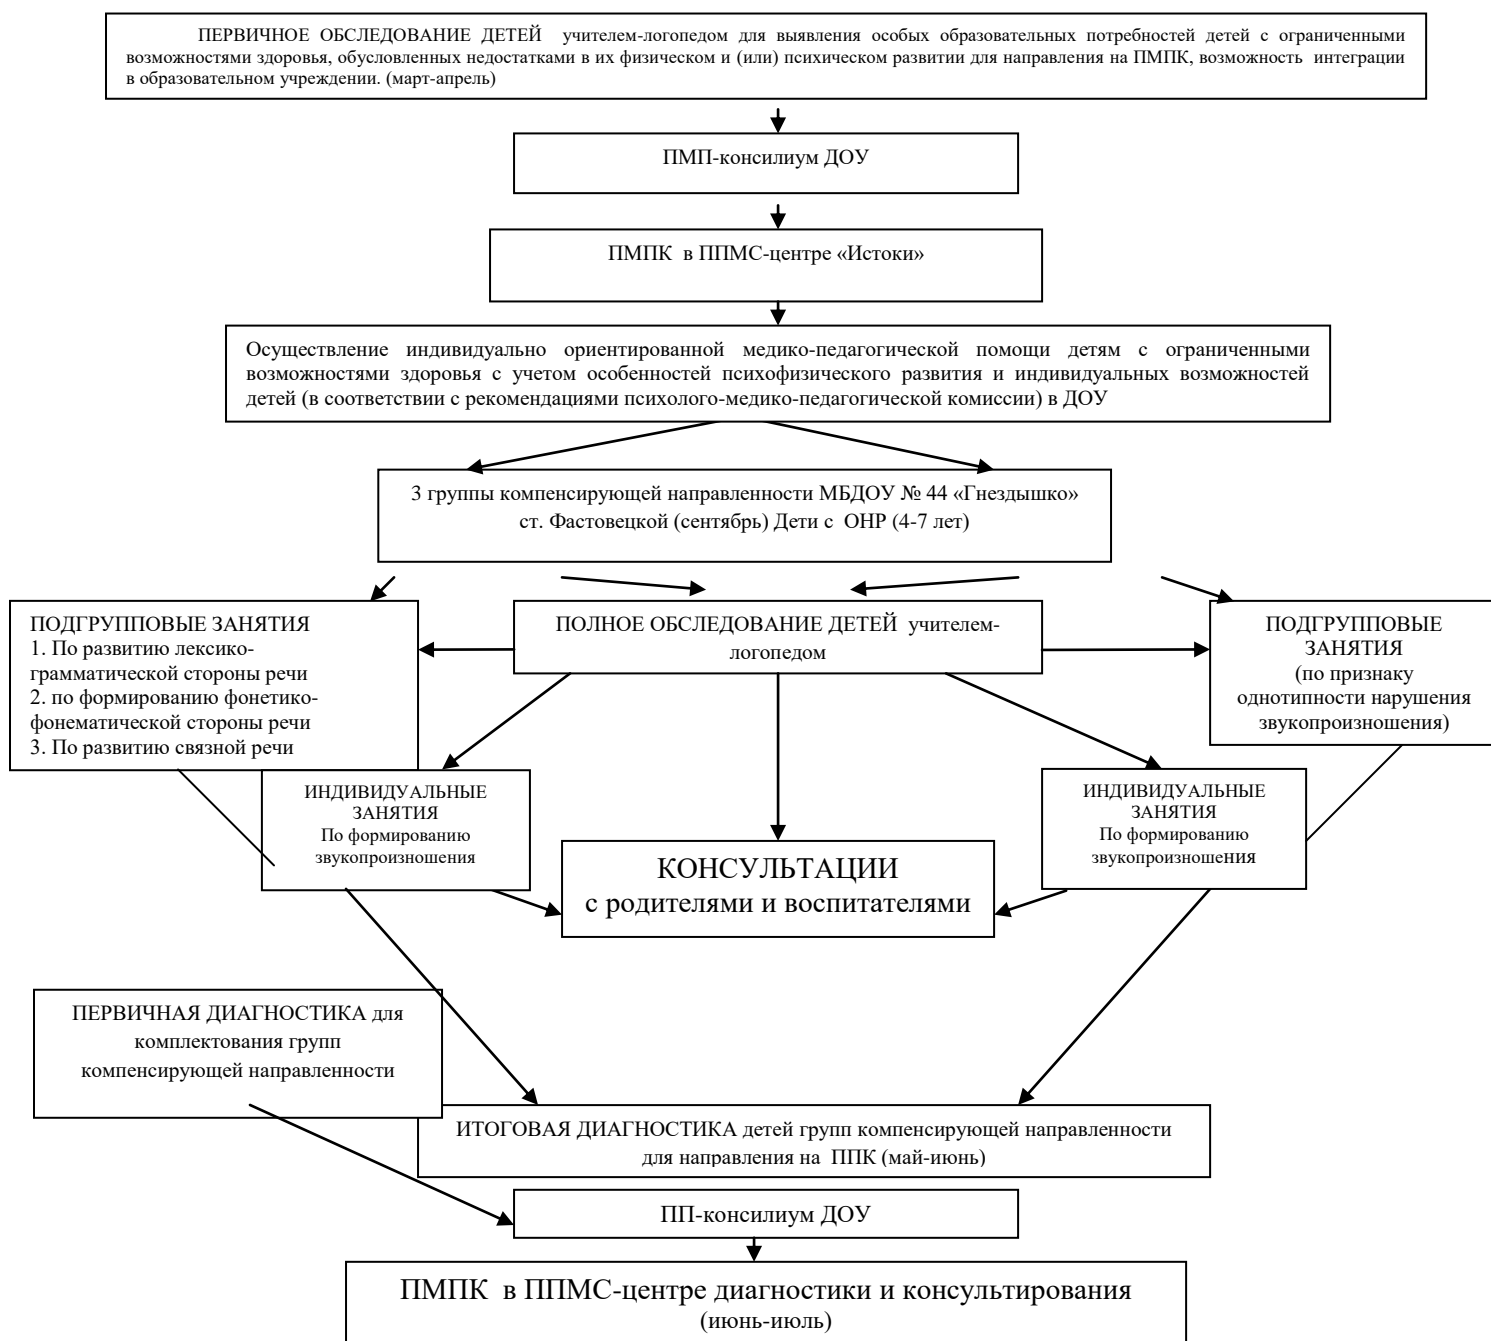 ПЕРВИЧНОЕ ОБСЛЕДОВАНИЕ ДЕТЕЙ учителем-логопедом для выявления особых образовательных потребностей детей с ограниченными
возможностями здоровья, обусловленных недостатками в их физическом и (или) психическом развитии для направления на ПМПК, возможность интеграции
в образовательном учреждении. (март-апрель)
ПМП-консилиум ДОУ
ПМПК в ППМС-центре «Истоки»
Осуществление индивидуально ориентированной медико-педагогической помощи детям с ограниченными
возможностями здоровья с учетом особенностей психофизического развития и индивидуальных возможностей
детей (в соответствии с рекомендациями психолого-медико-педагогической комиссии) в ДОУ
3 группы компенсирующей направленности МБДОУ № 44 «Гнездышко»
ст. Фастовецкой (сентябрь) Дети с ОНР (4-7 лет)
ПОДГРУППОВЫЕ ЗАНЯТИЯ
1. По развитию лексико-
грамматической стороны речи
2. по формированию фонетико-
фонематической стороны речи
3. По развитию связной речи
ПОЛНОЕ ОБСЛЕДОВАНИЕ ДЕТЕЙ учителем-
логопедом
ПОДГРУППОВЫЕ
ЗАНЯТИЯ
(по признаку
однотипности нарушения
звукопроизношения)
ИНДИВИДУАЛЬНЫЕ
ЗАНЯТИЯ
По формированию
звукопроизношения
ИНДИВИДУАЛЬНЫЕ
ЗАНЯТИЯ
По формированию
звукопроизношения
КОНСУЛЬТАЦИИ
с родителями и воспитателями
ПЕРВИЧНАЯ ДИАГНОСТИКА для
комплектования групп
компенсирующей направленности
ИТОГОВАЯ ДИАГНОСТИКА детей групп компенсирующей направленности
для направления на ППК (май-июнь)
ПП-консилиум ДОУ
ПМПК в ППМС-центре диагностики и консультирования
(июнь-июль)